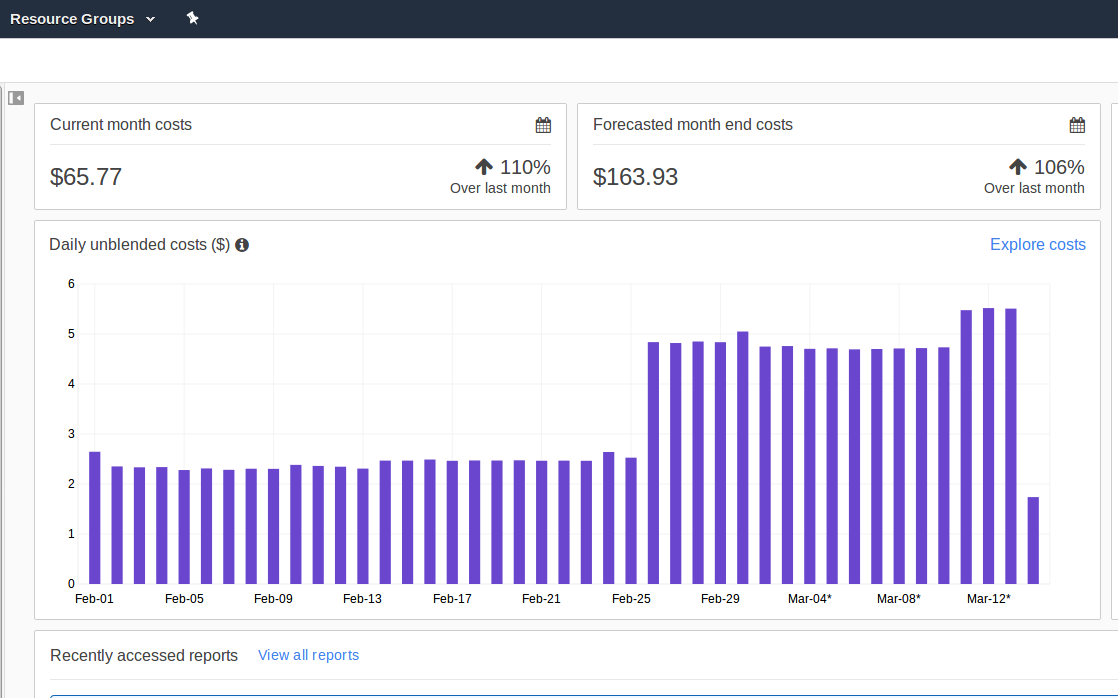 Resource Groups
Current month costs
$65.77
110%
Over last month
Forecasted month end costs
$163.93
106%
Over last month
Daily unblended costs ($)
Explore costs
6
5
4
3
2
1
0
Feb-01 Feb-05 Feb-09 Feb-13 Feb-17 Feb-21 Feb-25 Feb-29 Mar-04* Mar-08* Mar-12*
Recently accessed reports View all reports